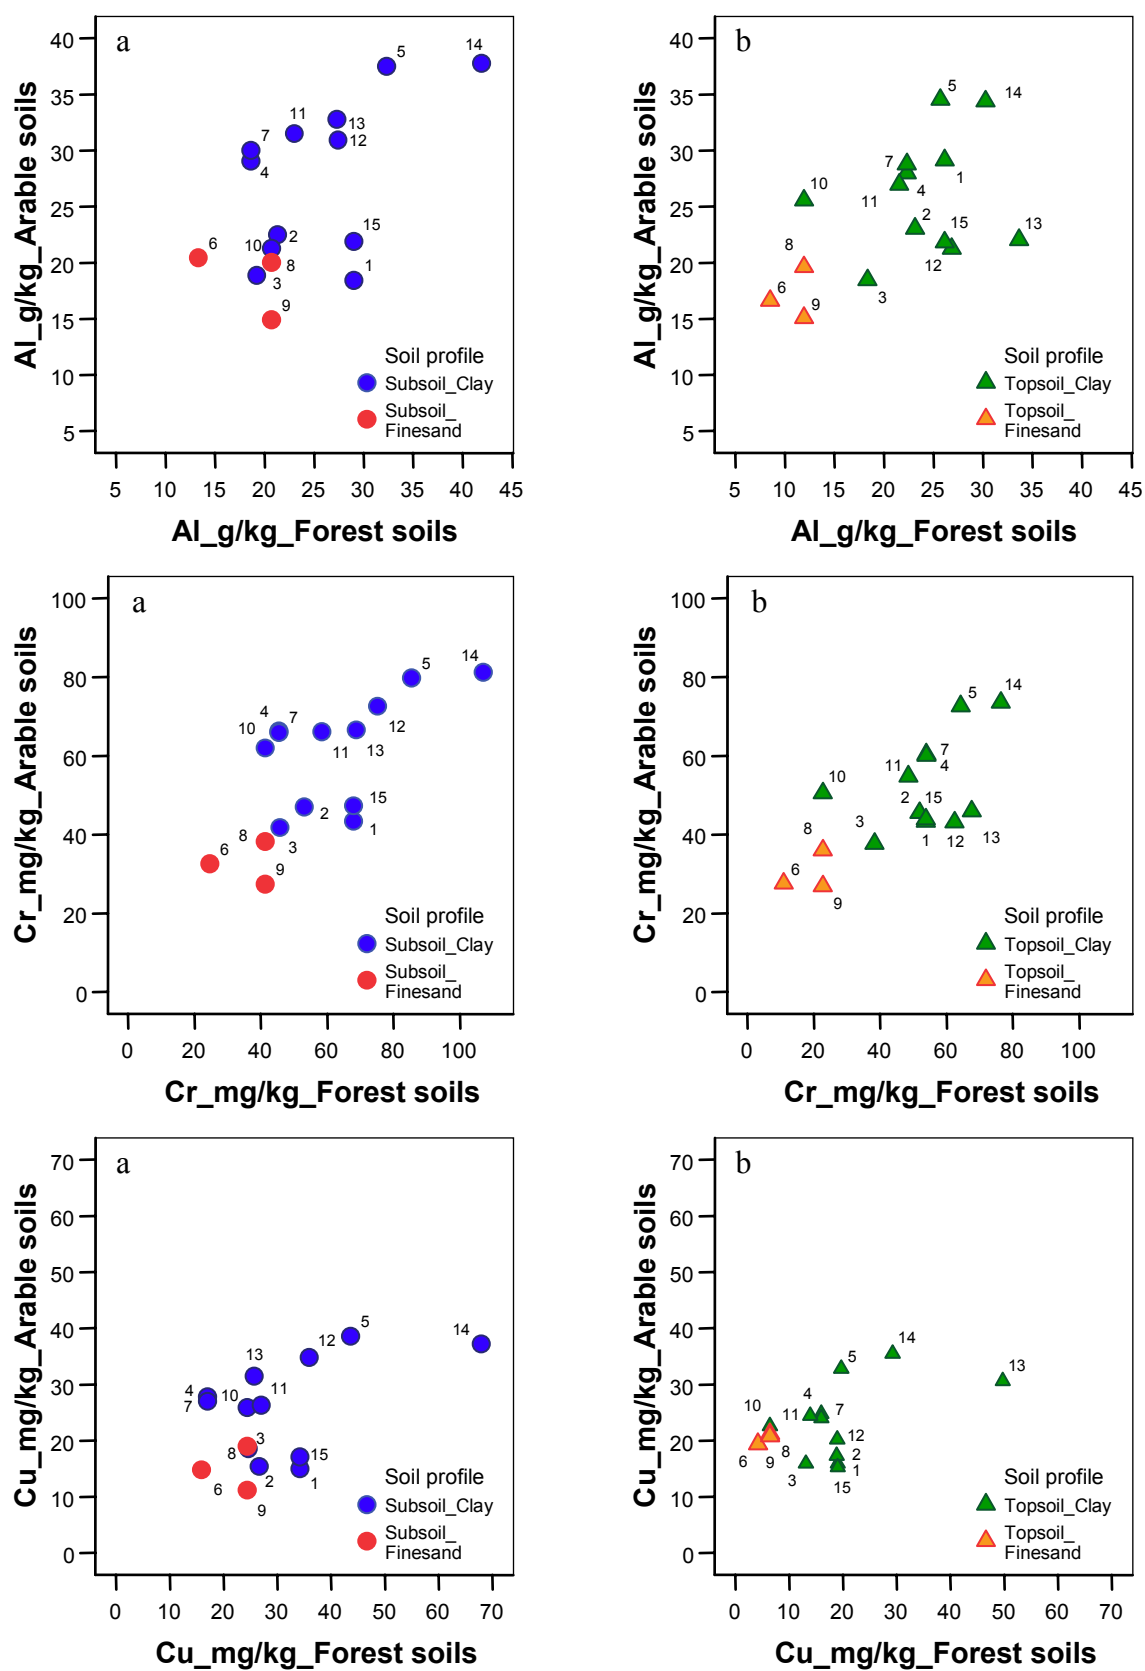 a
Al_g/kg_Arable soils
40
35
30
25
20
15
10
5
14
5
13
11
12
7
4
15
2
10
6
8
1
3
9
Soil profile
Subsoil_Clay
Subsoil_
Finesand
5 10 15 20 25 30 35 40 45
Al_g/kg_Forest soils
b
Al_g/kg_Arable soils
40
35
30
25
20
15
10
5
5
14
7
1
4
10
11
2
15
13
12
8
3
6
9
Soil profile
Topsoil_Clay
Topsoil_
Finesand
5 10 15 20 25 30 35 40 45
Al_g/kg_Forest soils
a
Cr_mg/kg_Arable soils
100
80
60
40
20
0
14
5
12
4
7
10
11
13
15
2
1
8
3
6
9
Soil profile
Subsoil_Clay
Subsoil_
Finesand
0 20 40 60 80 100
Cr_mg/kg_Forest soils
b
Cr_mg/kg_Arable soils
100
80
60
40
20
0
14
5
7
4
11
10
2
15
1
12
13
3
8
6
9
Soil profile
Topsoil_Clay
Topsoil_
Finesand
0 20 40 60 80 100
Cr_mg/kg_Forest soils
a
Cu_mg/kg_Arable soils
70
60
50
40
30
20
10
0
5
14
12
13
4
10
11
7
3
8
15
6
2
1
9
Soil profile
Subsoil_Clay
Subsoil_
Finesand
0 10 20 30 40 50 60 70
Cu_mg/kg_Forest soils
b
Cu_mg/kg_Arable soils
70
60
50
40
30
20
10
0
14
5
13
4
10
11
7
12
8
2
6
9
3
1
15
Soil profile
Topsoil_Clay
Topsoil_
Finesand
0 10 20 30 40 50 60 70
Cu_mg/kg_Forest soils